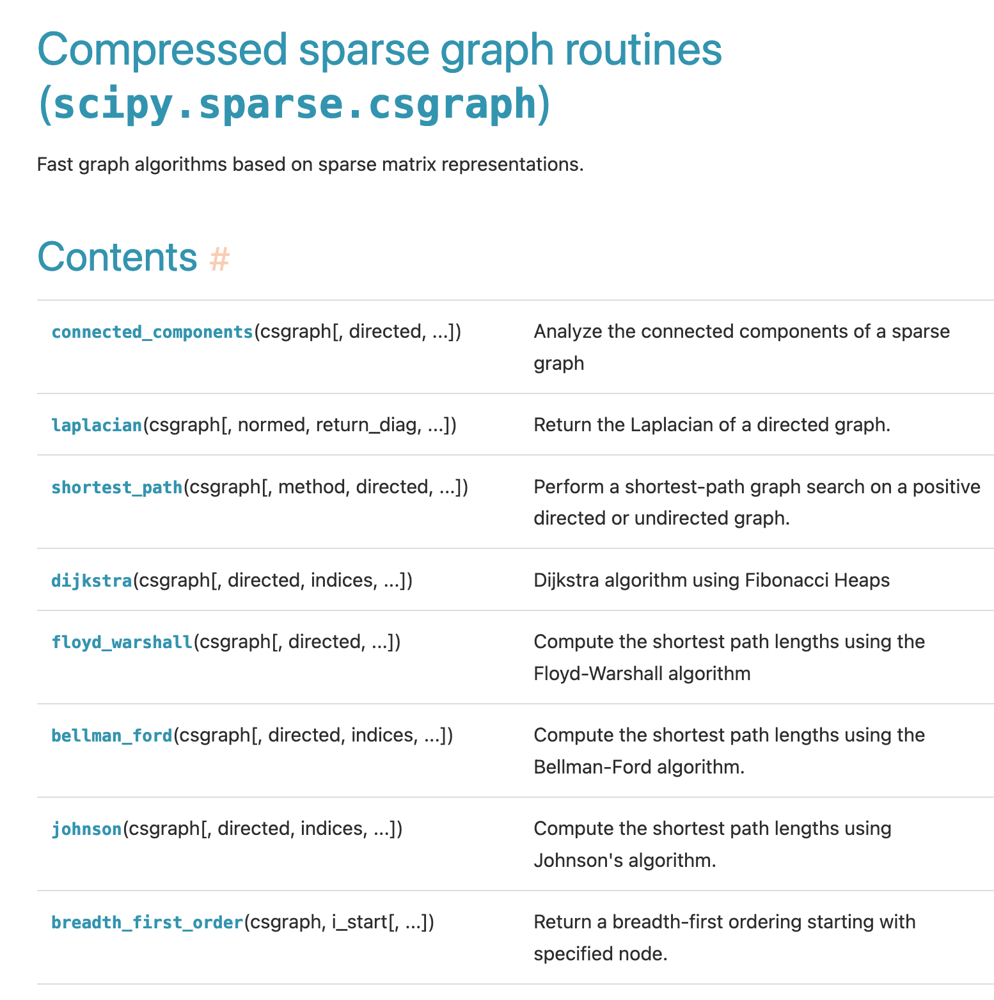 Compressed sparse graph routines
(scipy.sparse.csgraph)
Fast graph algorithms based on sparse matrix representations.
Contents #
connected_components(csgraph[, directed, ...]) Analyze the connected components of a sparse
graph
laplacian(csgraph[, normed, return_diag, ...]) Return the Laplacian of a directed graph.
shortest_path(csgraph[, method, directed, ...]) Perform a shortest-path graph search on a positive
directed or undirected graph.
dijkstra(csgraph[, directed, indices, ...]) Dijkstra algorithm using Fibonacci Heaps
floyd_warshall(csgraph[, directed, ...]) Compute the shortest path lengths using the
Floyd-Warshall algorithm
bellman_ford(csgraph[, directed, indices, ...]) Compute the shortest path lengths using the
Bellman-Ford algorithm.
johnson(csgraph[, directed, indices, ...]) Compute the shortest path lengths using
Johnson's algorithm.
breadth_first_order(csgraph, i_start[, ...]) Return a breadth-first ordering starting with
specified node.